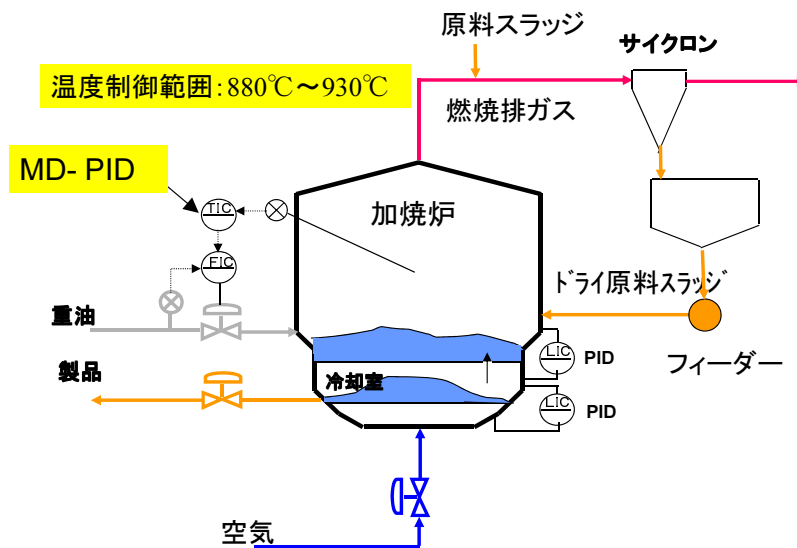 原料スラッジ
サイクロン
温度制御範囲:880℃～930℃
燃焼排ガス
MD- PID
TIC
加焼炉
FIC
ドライ原料スラッジ
重油
LIC
PID
フィーダー
製品
冷却室
LIC
PID
空気